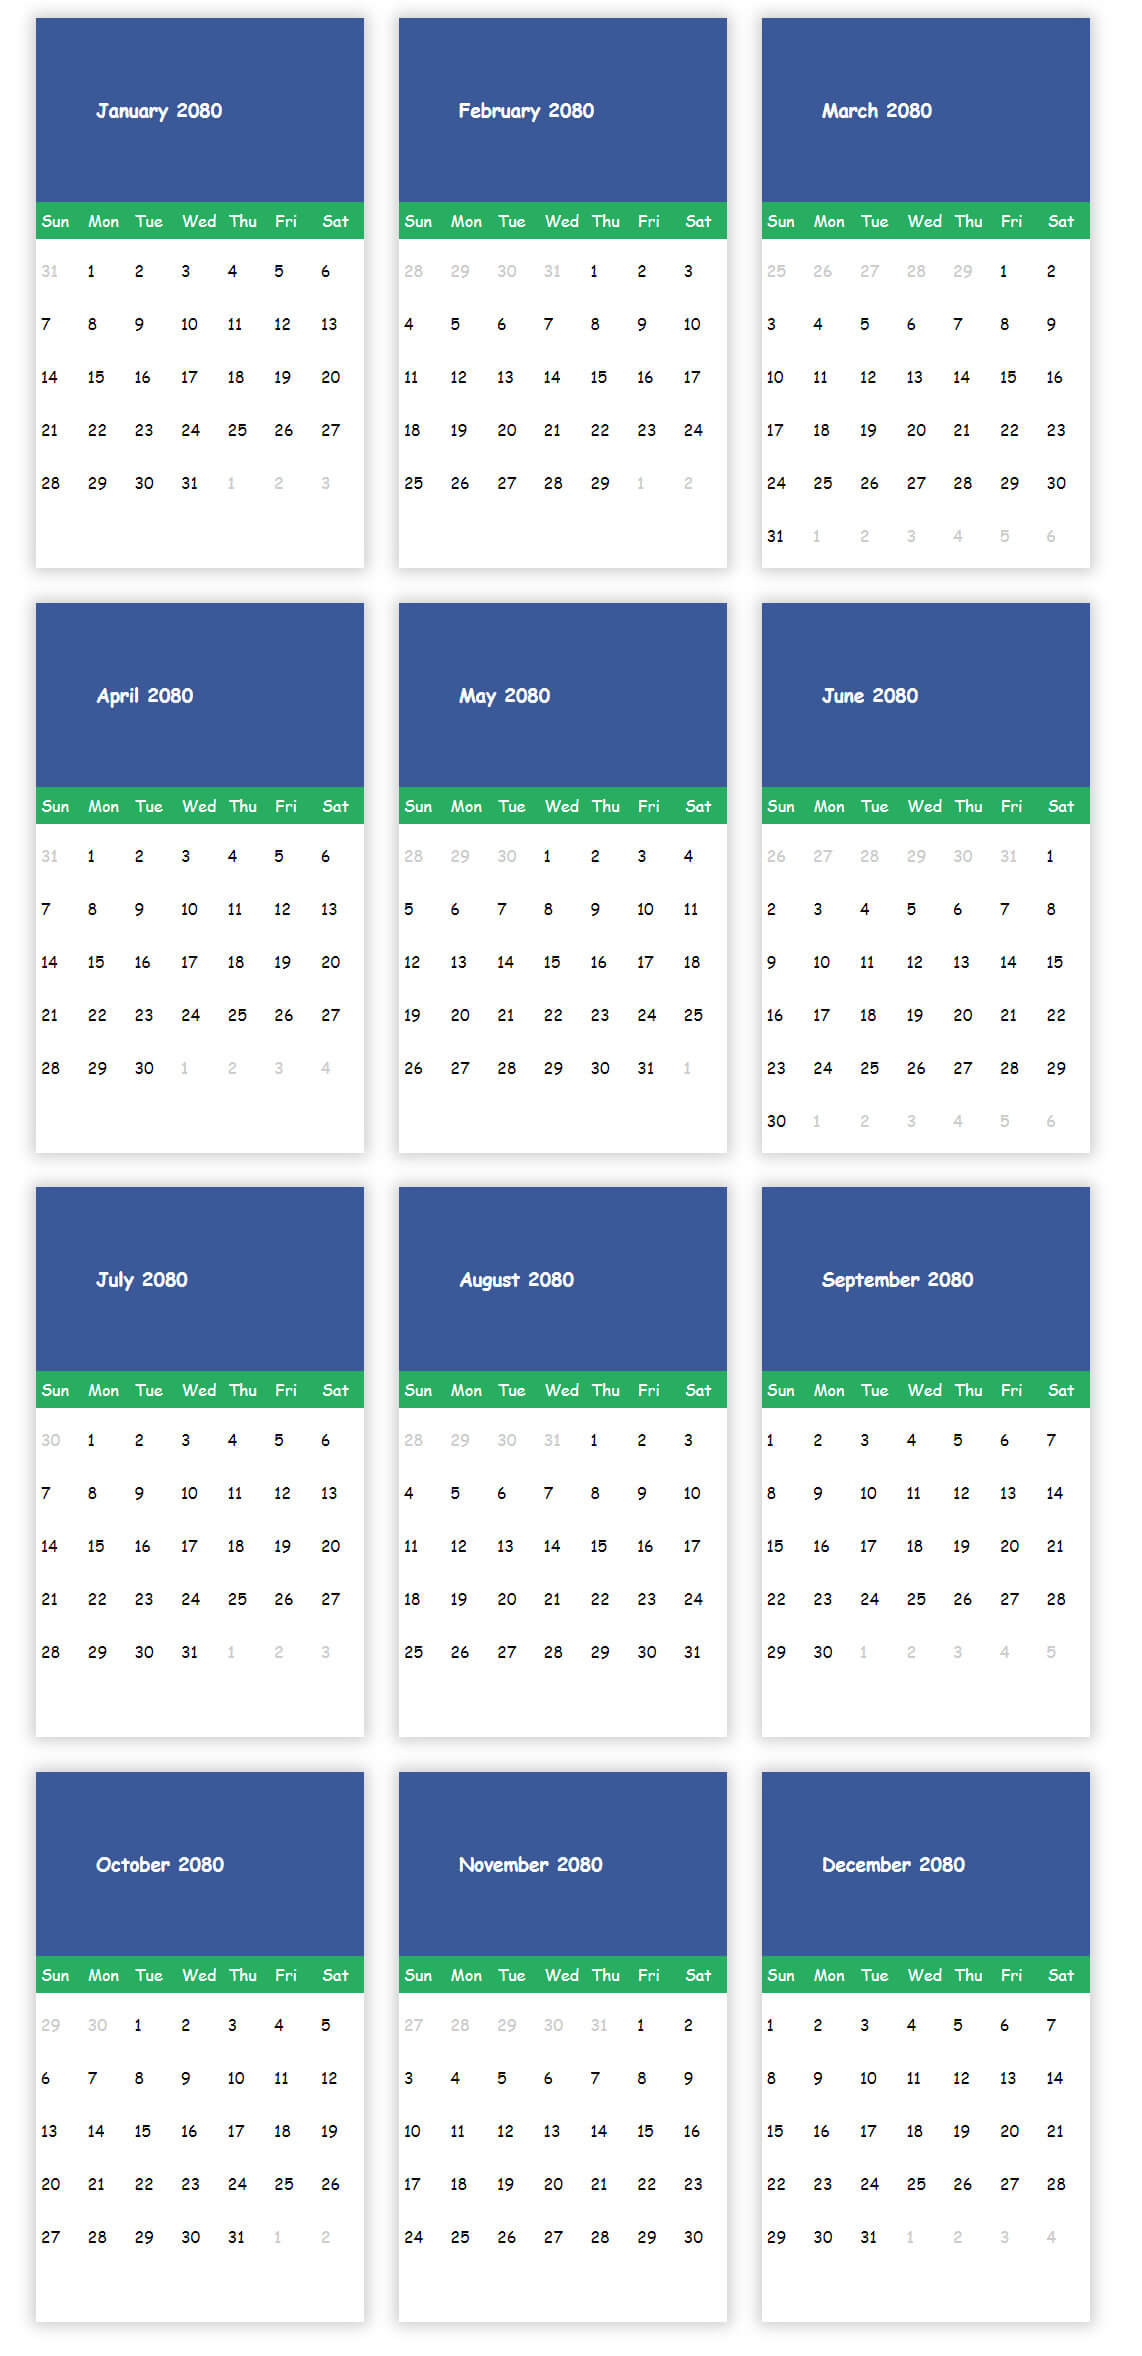 January 2080 February 2080 March 2080
Sun Mon Tue Wed Thu Fri Sat Sun Mon Tue Wed Thu Fri Sat Sun Mon Tue Wed Thu Fri Sat
31 1 2 3 4 5 6 28 29 30 31 1 2 3 25 26 27 28 29 1 2
7 8 9 10 11 12 13 4 5 6 7 8 9 10 3 4 5 6 7 8 9
14 15 16 17 18 19 20 11 12 13 14 15 16 17 10 11 12 13 14 15 16
21 22 23 24 25 26 27 18 19 20 21 22 23 24 17 18 19 20 21 22 23
28 29 30 31 1 2 3 25 26 27 28 29 1 2 24 25 26 27 28 29 30
31 1 2 3 4 5 6
April 2080 May 2080 June 2080
Sun Mon Tue Wed Thu Fri Sat Sun Mon Tue Wed Thu Fri Sat Sun Mon Tue Wed Thu Fri Sat
31 1 2 3 4 5 6 28 29 30 1 2 3 4 26 27 28 29 30 31 1
7 8 9 10 11 12 13 5 6 7 8 9 10 11 2 3 4 5 6 7 8
14 15 16 17 18 19 20 12 13 14 15 16 17 18 9 10 11 12 13 14 15
21 22 23 24 25 26 27 19 20 21 22 23 24 25 16 17 18 19 20 21 22
28 29 30 1 2 3 4 26 27 28 29 30 31 1 23 24 25 26 27 28 29
30 1 2 3 4 5 6
July 2080 August 2080 September 2080
Sun Mon Tue Wed Thu Fri Sat Sun Mon Tue Wed Thu Fri Sat Sun Mon Tue Wed Thu Fri Sat
30 1 2 3 4 5 6 28 29 30 31 1 2 3 1 2 3 4 5 6 7
7 8 9 10 11 12 13 4 5 6 7 8 9 10 8 9 10 11 12 13 14
14 15 16 17 18 19 20 11 12 13 14 15 16 17 15 16 17 18 19 20 21
21 22 23 24 25 26 27 18 19 20 21 22 23 24 22 23 24 25 26 27 28
28 29 30 31 1 2 3 25 26 27 28 29 30 31 29 30 1 2 3 4 5
October 2080 November 2080 December 2080
Sun Mon Tue Wed Thu Fri Sat Sun Mon Tue Wed Thu Fri Sat Sun Mon Tue Wed Thu Fri Sat
29 30 1 2 3 4 5 27 28 29 30 31 1 2 1 2 3 4 5 6 7
6 7 8 9 10 11 12 3 4 5 6 7 8 9 8 9 10 11 12 13 14
13 14 15 16 17 18 19 10 11 12 13 14 15 16 15 16 17 18 19 20 21
20 21 22 23 24 25 26 17 18 19 20 21 22 23 22 23 24 25 26 27 28
27 28 29 30 31 1 2 24 25 26 27 28 29 30 29 30 31 1 2 3 4